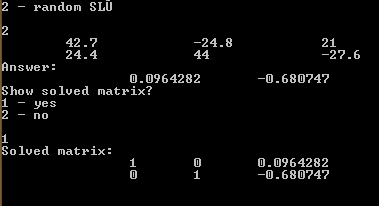 2 - random SLU
2
42.7 -24.8 21
24.4 44 -27.6
Answer:
0.0964282 -0.680747
Show solved matrix?
1 - yes
2 - no
1
Solved matrix:
1 0 0.0964282
0 1 -0.680747